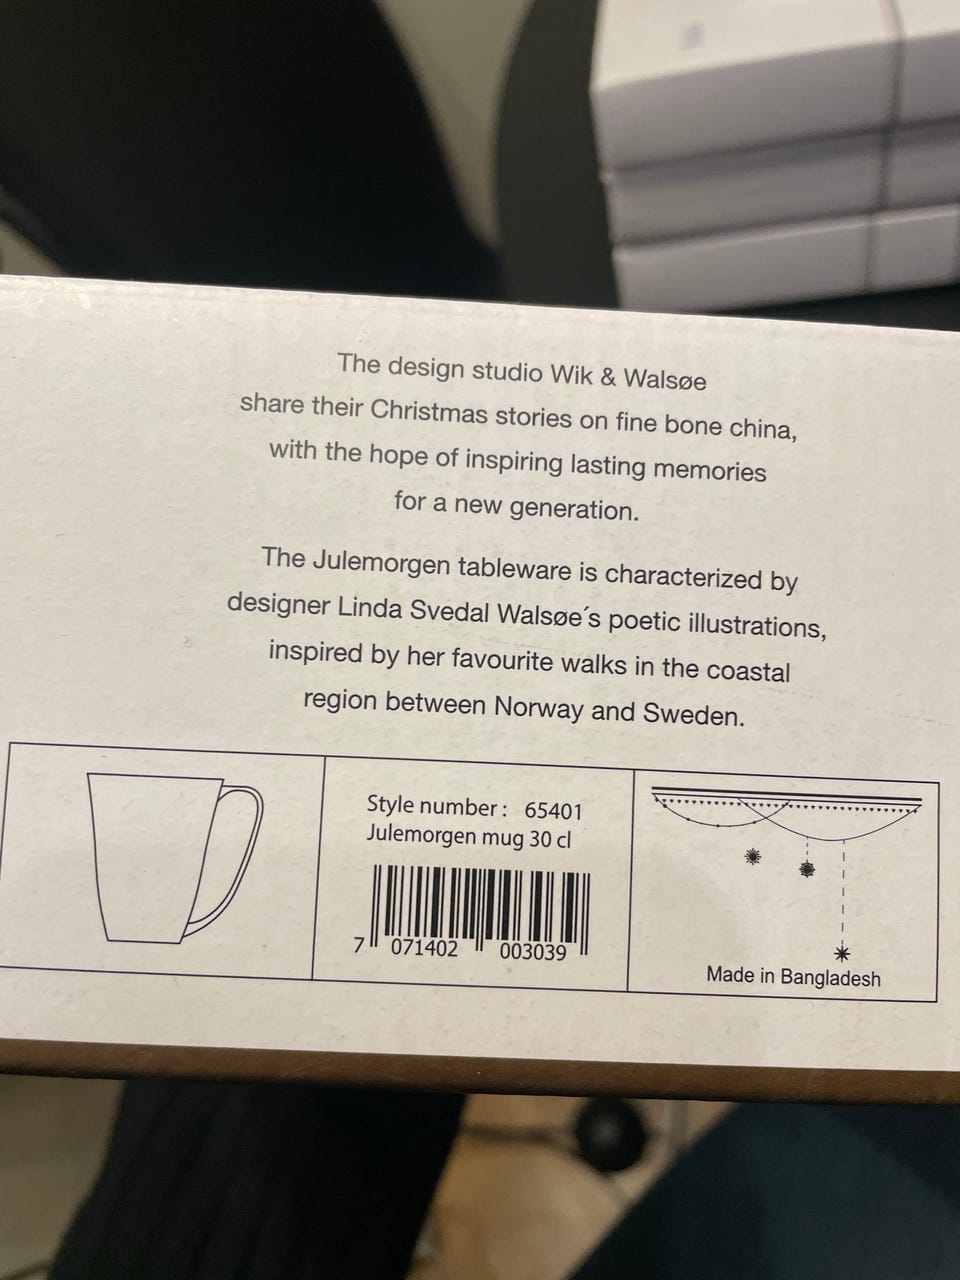 The design studio Wik & Walsøe
share their Christmas stories on fine bone china,
with the hope of inspiring lasting memories
for a new generation.
The Julemorgen tableware is characterized by
designer Linda Svedal Walsøe´s poetic illustrations,
inspired by her favourite walks in the coastal
region between Norway and Sweden.
Style number : 65401
Julemorgen mug 30 cl
7 071402 003039
Made in Bangladesh